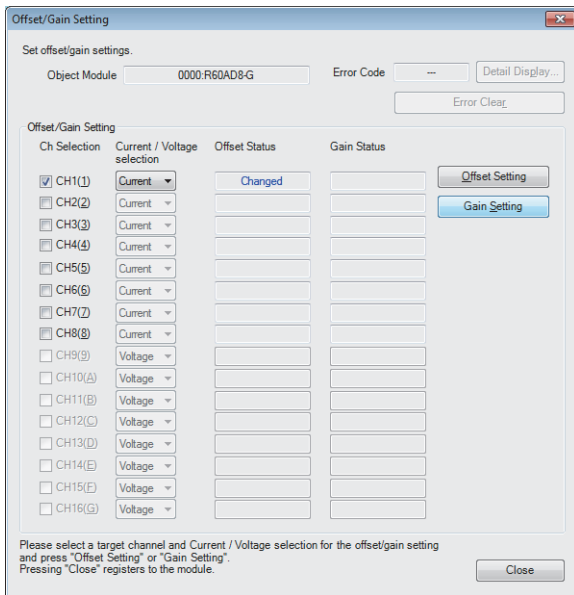 Offset/Gain Setting
Set offset/gain settings.
Object Module 0000:R60AD8-G Error Code --- Detail Display...
Error Clear
Offset/Gain Setting
Ch Selection Current / Voltage selection Offset Status Gain Status
CH1(1) Current Changed Offset Setting
CH2(2) Current Gain Setting
CH3(3) Current
CH4(4) Current
CH5(5) Current
CH6(6) Current
CH7(7) Current
CH8(8) Current
CH9(9) Voltage
CH10(A) Voltage
CH11(B) Voltage
CH12(C) Voltage
CH13(D) Voltage
CH14(E) Voltage
CH15(F) Voltage
CH16(G) Voltage
Please select a target channel and Current / Voltage selection for the offset/gain setting
and press "Offset Setting" or "Gain Setting".
Pressing "Close" registers to the module.
Close